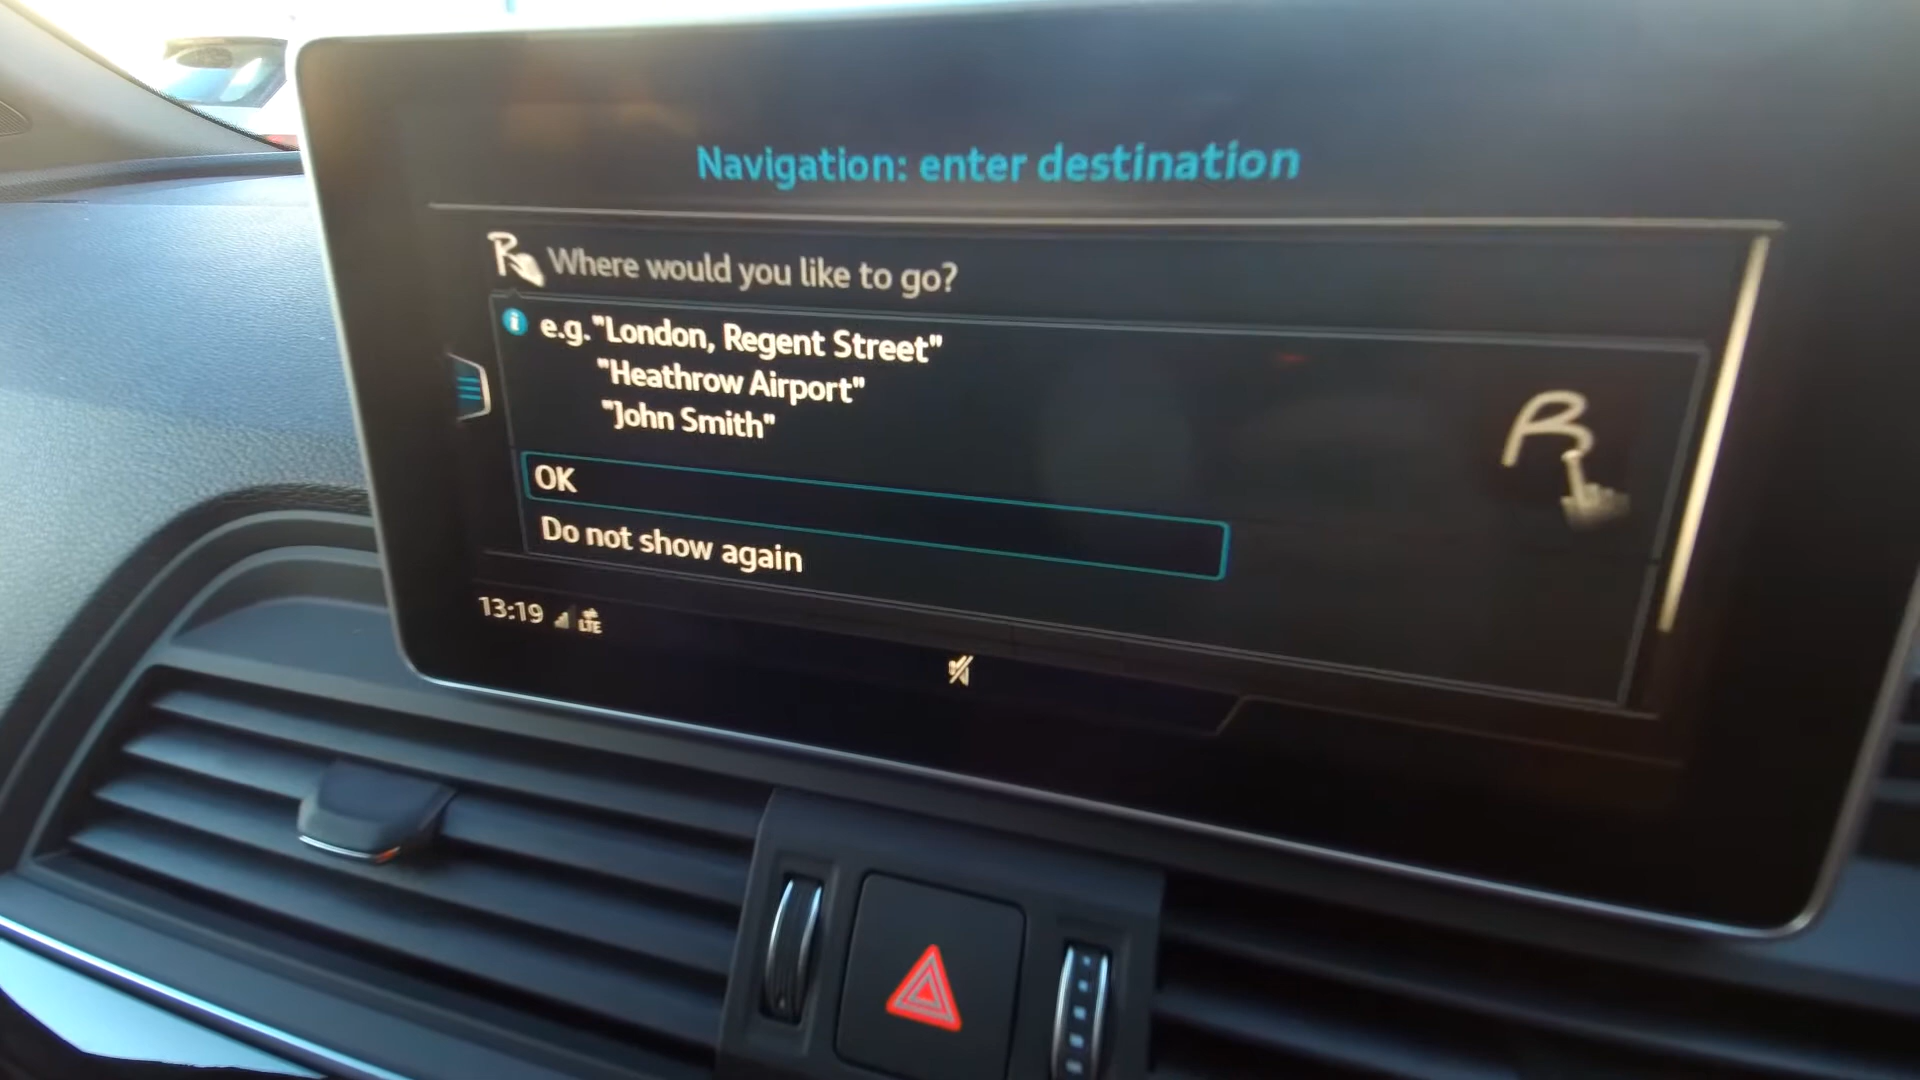 Navigation: enter destination
R Where would you like to go?
i e.g. "London, Regent Street"
"Heathrow Airport"
"John Smith"
R
OK
Do not show again
13:19 LTE